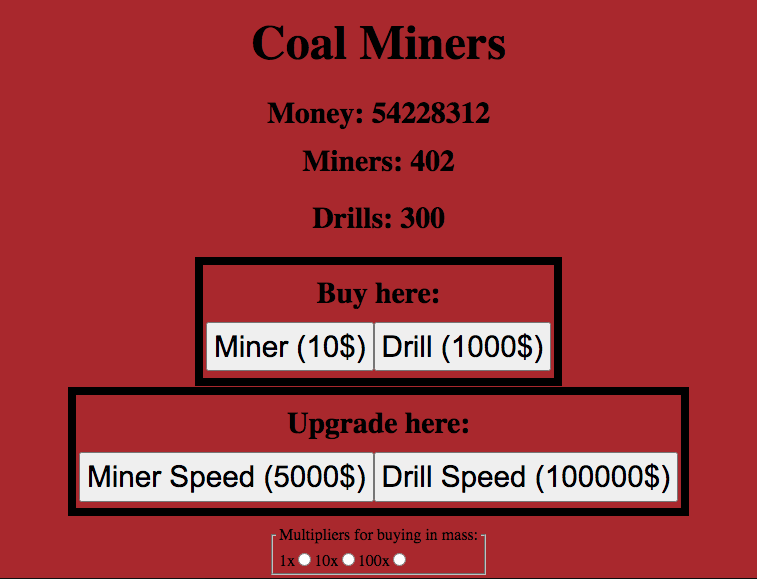 Coal Miners
Money: 54228312
Miners: 402
Drills: 300
Buy here:
Miner (10$) Drill (1000$)
Upgrade here:
Miner Speed (5000$) Drill Speed (100000$)
Multipliers for buying in mass:
1x 10x 100x